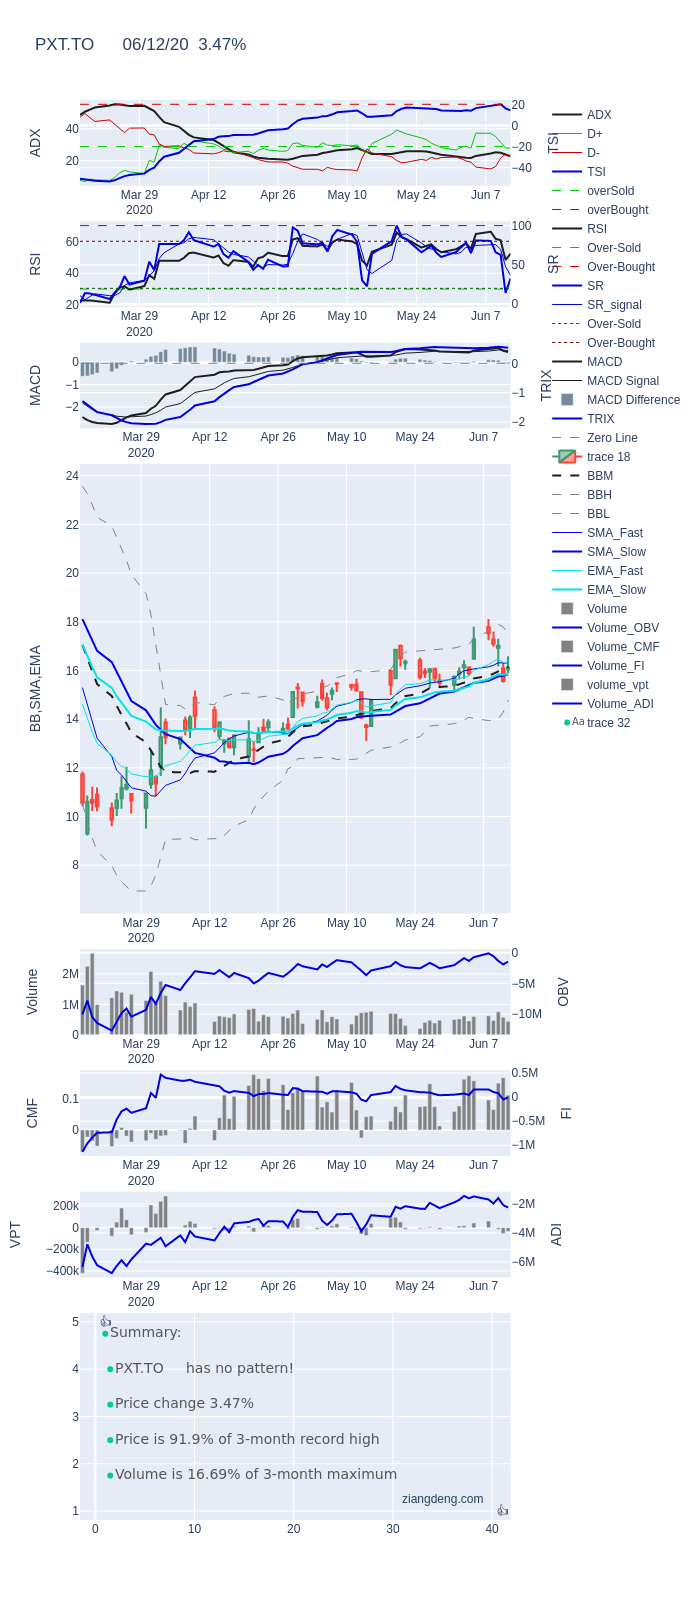 PXT.TO 06/12/20 3.47%
ADX
40
20
20
0
−20
−40
TSI
Mar 29
2020
Apr 12
Apr 26
May 10
May 24
Jun 7
RSI
60
40
20
100
50
0
SR
Mar 29
2020
Apr 12
Apr 26
May 10
May 24
Jun 7
MACD
0
−1
−2
0
−1
−2
TRIX
Mar 29
2020
Apr 12
Apr 26
May 10
May 24
Jun 7
BB,SMA,EMA
24
22
20
18
16
14
12
10
8
Mar 29
2020
Apr 12
Apr 26
May 10
May 24
Jun 7
Volume
2M
1M
0
0
−5M
−10M
OBV
Mar 29
2020
Apr 12
Apr 26
May 10
May 24
Jun 7
CMF
0.1
0
0.5M
0
−0.5M
−1M
FI
Mar 29
2020
Apr 12
Apr 26
May 10
May 24
Jun 7
VPT
200k
0
−200k
−400k
−2M
−4M
−6M
ADI
Mar 29
2020
Apr 12
Apr 26
May 10
May 24
Jun 7
5
4
3
2
1
👍
Summary:
PXT.TO has no pattern!
Price change 3.47%
Price is 91.9% of 3-month record high
Volume is 16.69% of 3-month maximum
ziangdeng.com
👍
0
10
20
30
40
ADX
D+
D-
TSI
overSold
overBought
RSI
Over-Sold
Over-Bought
SR
SR_signal
Over-Sold
Over-Bought
MACD
MACD Signal
MACD Difference
TRIX
Zero Line
trace 18
BBM
BBH
BBL
SMA_Fast
SMA_Slow
EMA_Fast
EMA_Slow
Volume
Volume_OBV
Volume_CMF
Volume_FI
volume_vpt
Volume_ADI
Aa trace 32